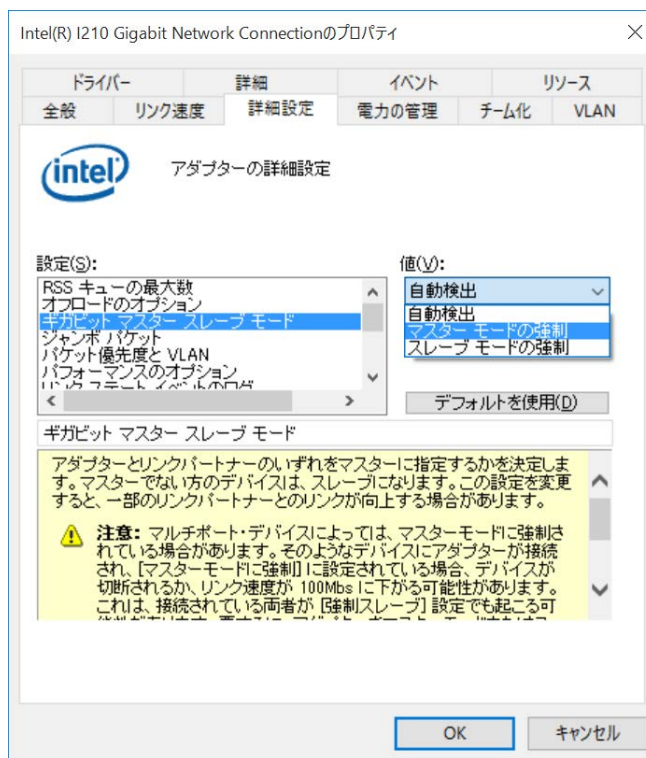 Intel(R) I210 Gigabit Network Connectionのプロパティ
ドライバー 詳細 イベント リソース
全般 リンク速度 詳細設定 電力の管理 チーム化 VLAN
intel アダプターの詳細設定
設定(S):
RSS キューの最大数
オフロードのオプション
ギガビット マスター スレーブ モード
ジャンボ パケット
パケット優先度と VLAN
パフォーマンスのオプション
リンク ステート イベントのログ
値(V):
自動検出
自動検出
マスター モードの強制
スレーブ モードの強制
デフォルトを使用(D)
ギガビット マスター スレーブ モード
アダプターとリンクパートナーのいずれをマスターに指定するかを決定しま
す。マスターでない方のデバイスは、スレーブになります。この設定を変更
すると、一部のリンクパートナーとのリンクが向上する場合があります。
注意: マルチポート・デバイスによっては、マスターモードに強制さ
れている場合があります。そのようなデバイスにアダプターが接続
され、[マスターモードに強制] に設定されている場合、デバイスが
切断されるか、リンク速度が 100Mbs に下がる可能性があります。
これは、接続されている両者が [強制スレーブ] 設定でも起こる可
OK キャンセル